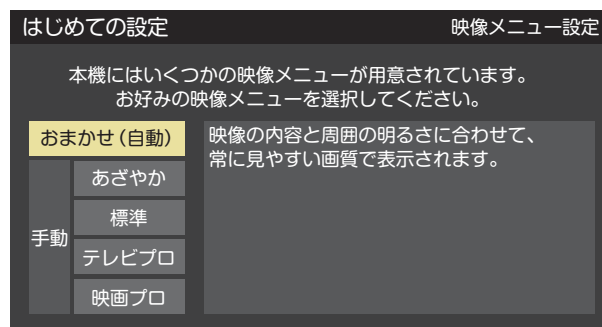 はじめての設定
映像メニュー設定
本機にはいくつかの映像メニューが用意されています。
お好みの映像メニューを選択してください。
おまかせ（自動）
手動
あざやか
標準
テレビプロ
映画プロ
映像の内容と周囲の明るさに合わせて、
常に見やすい画質で表示されます。